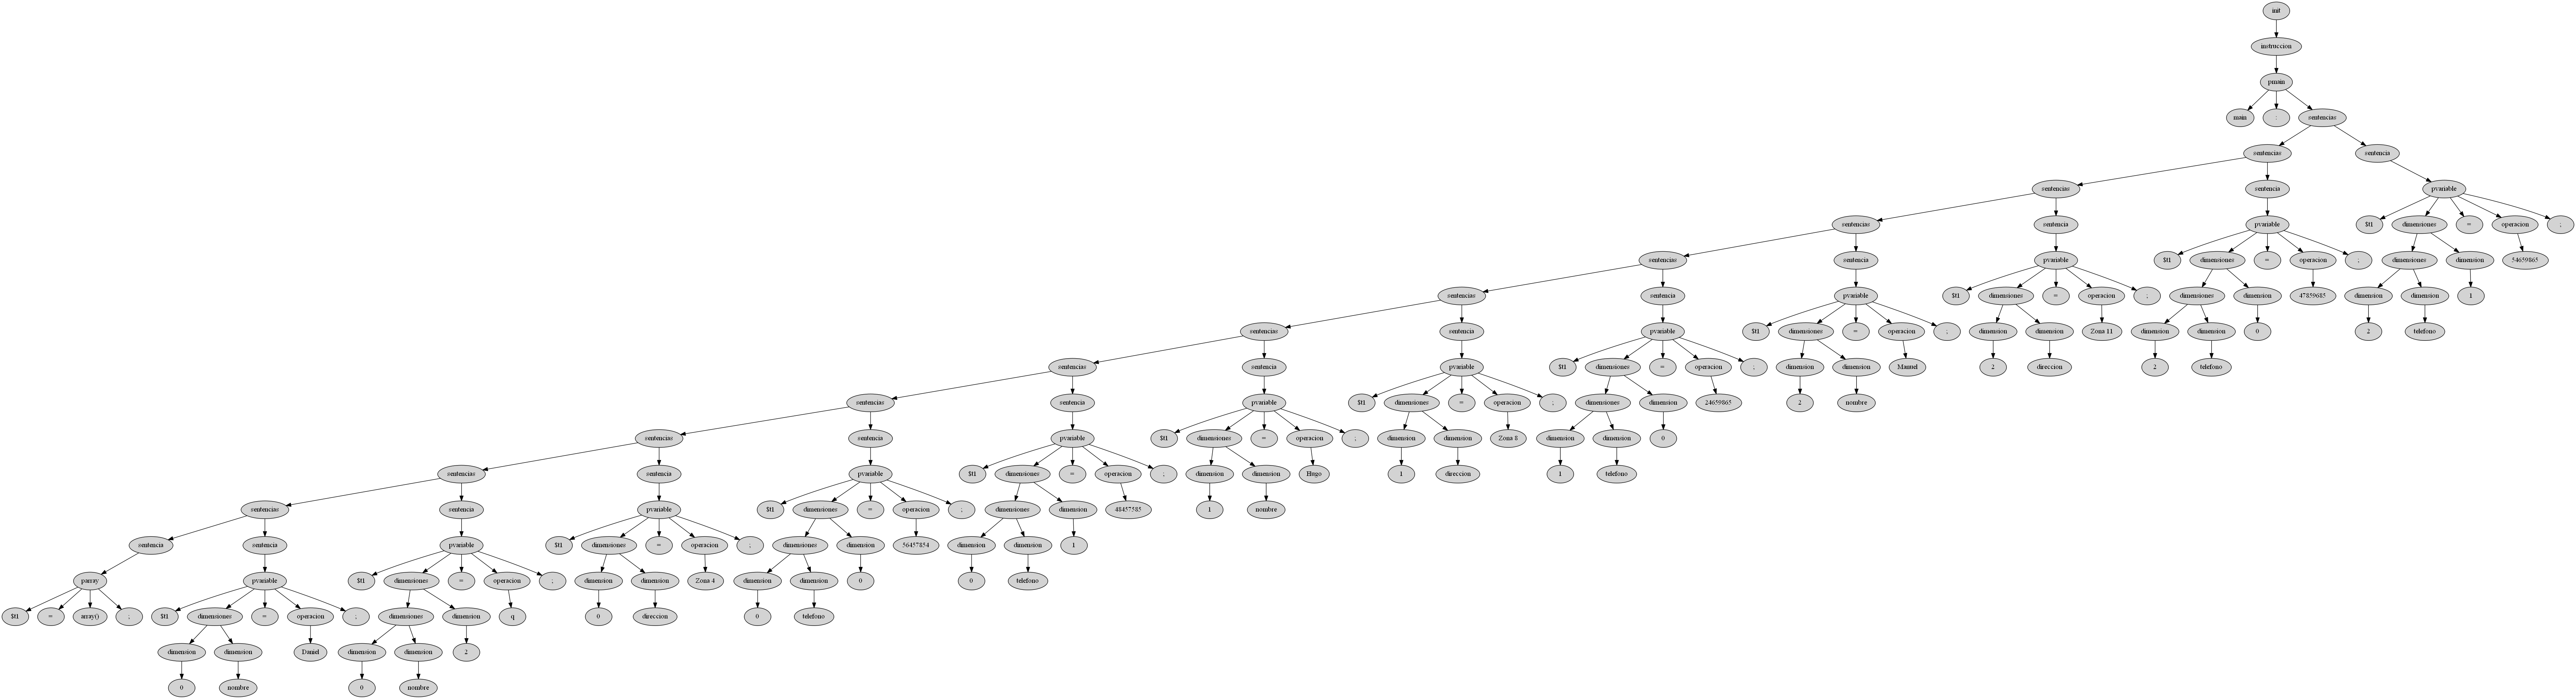 init
instruccion
pmain
main : sentencias
sentencias sentencia
sentencias sentencia pvariable
sentencias sentencia pvariable $t1 dimensiones = operacion ;
sentencias sentencia pvariable $t1 dimensiones = operacion ; dimensiones dimension 54659865
sentencias sentencia pvariable $t1 dimensiones = operacion ; dimensiones dimension 47859685 dimension dimension 1
sentencias sentencia pvariable $t1 dimensiones = operacion ; dimension dimension Zona 11 dimension dimension 0 2 telefono
sentencias sentencia pvariable $t1 dimensiones = operacion ; dimension dimension Manuel 2 direccion 2 telefono
sentencias sentencia pvariable $t1 dimensiones = operacion ; dimensiones dimension 24659865 2 nombre
sentencias sentencia pvariable $t1 dimensiones = operacion ; dimension dimension Zona 8 dimension dimension 0
sentencias sentencia pvariable $t1 dimensiones = operacion ; dimension dimension Hugo 1 direccion 1 telefono
sentencias sentencia pvariable $t1 dimensiones = operacion ; dimensiones dimension 48457585 1 nombre
sentencia sentencia pvariable $t1 dimensiones = operacion ; dimensiones dimension 56457854 dimension dimension 1
parray pvariable $t1 dimensiones = operacion ; dimension dimension Zona 4 dimension dimension 0 0 telefono
$t1 = array() ; $t1 dimensiones = operacion ; dimensiones dimension q 0 direccion 0 telefono
dimension dimension Daniel dimension dimension 2
0 nombre 0 nombre